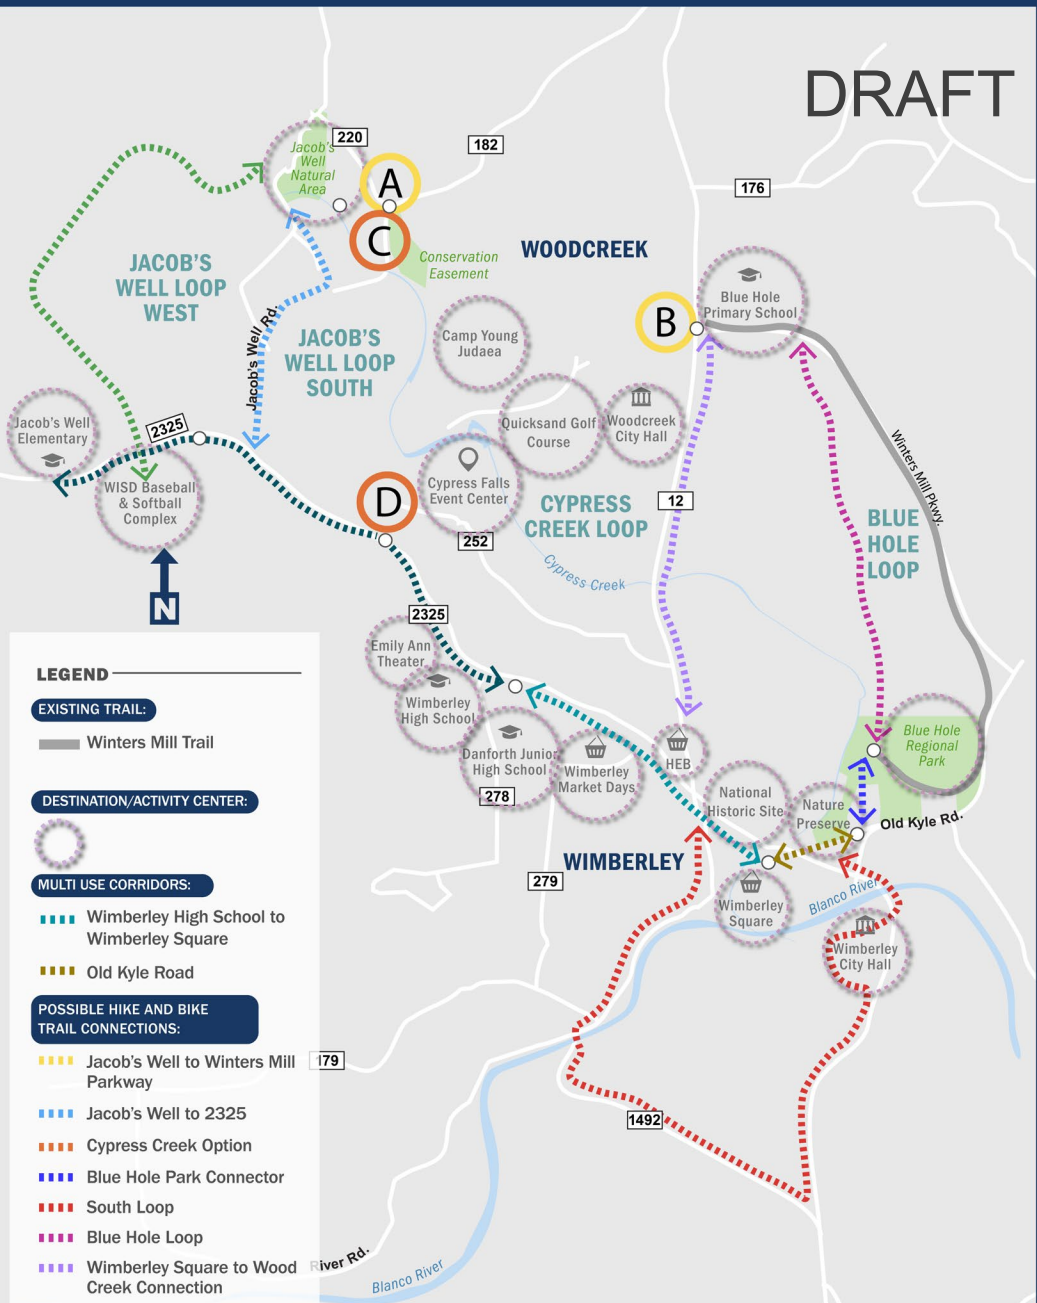 DRAFT
220
182
176
Jacob's
Well
Natural
Area
A
C
Conservation
Easement
WOODCREEK
JACOB'S
WELL LOOP
WEST
Jacob's Well Rd.
JACOB'S
WELL LOOP
SOUTH
Camp Young
Judaea
B
Blue Hole
Primary School
Jacob's Well
Elementary
2325
WISD Baseball
& Softball
Complex
Quicksand Golf
Course
Woodcreek
City Hall
Cypress Falls
Event Center
D
252
CYPRESS
CREEK LOOP
12
Cypress Creek
BLUE
HOLE
LOOP
Winters Mill Pkwy.
N
2325
Emily Ann
Theater
Wimberley
High School
Danforth Junior
High School
278
Wimberley
Market Days
HEB
National
Historic Site
Nature
Preserve
Blue Hole
Regional
Park
Old Kyle Rd.
WIMBERLEY
279
Wimberley
Square
Blanco River
Wimberley
City Hall
1492
179
River Rd.
Blanco River
LEGEND
EXISTING TRAIL:
Winters Mill Trail
DESTINATION/ACTIVITY CENTER:
MULTI USE CORRIDORS:
Wimberley High School to
Wimberley Square
Old Kyle Road
POSSIBLE HIKE AND BIKE
TRAIL CONNECTIONS:
Jacob's Well to Winters Mill
Parkway
Jacob's Well to 2325
Cypress Creek Option
Blue Hole Park Connector
South Loop
Blue Hole Loop
Wimberley Square to Wood
Creek Connection